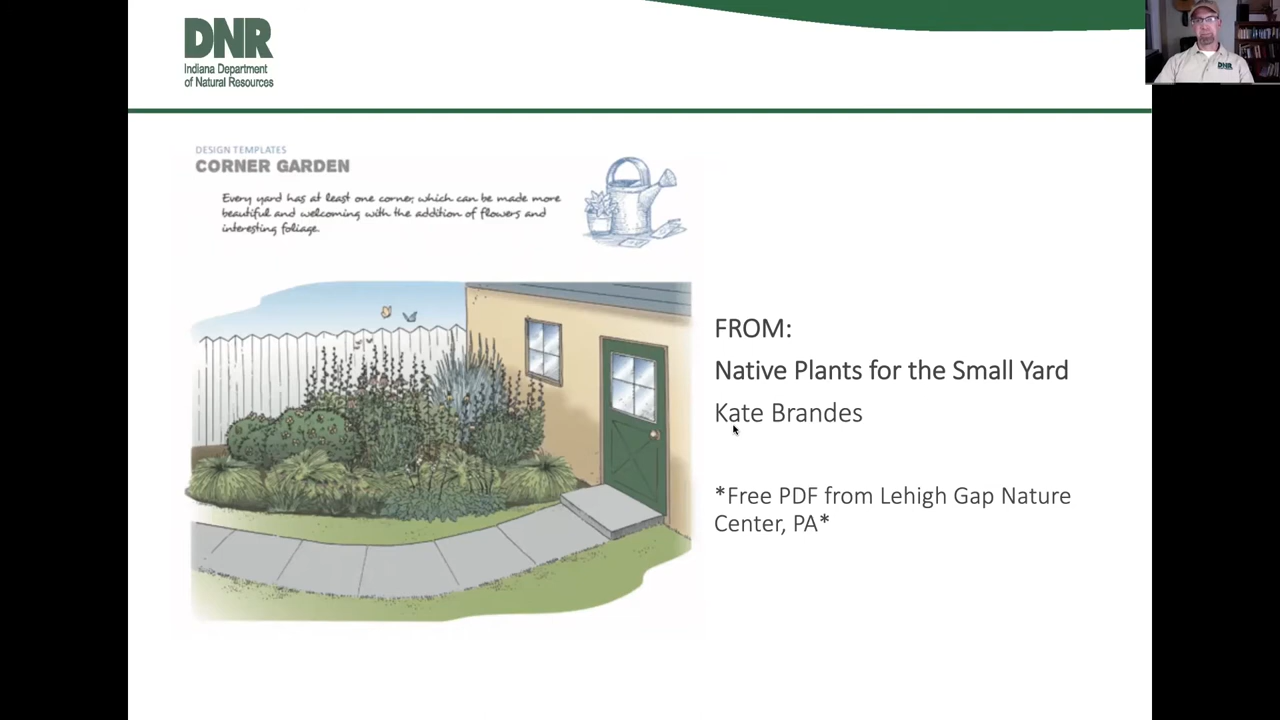 DNR
Indiana Department
of Natural Resources
DESIGN TEMPLATES
CORNER GARDEN
Every yard has at least one corner, which can be made more
beautiful and welcoming with the addition of flowers and
interesting foliage.
FROM:
Native Plants for the Small Yard
Kate Brandes
*Free PDF from Lehigh Gap Nature
Center, PA*
DNR